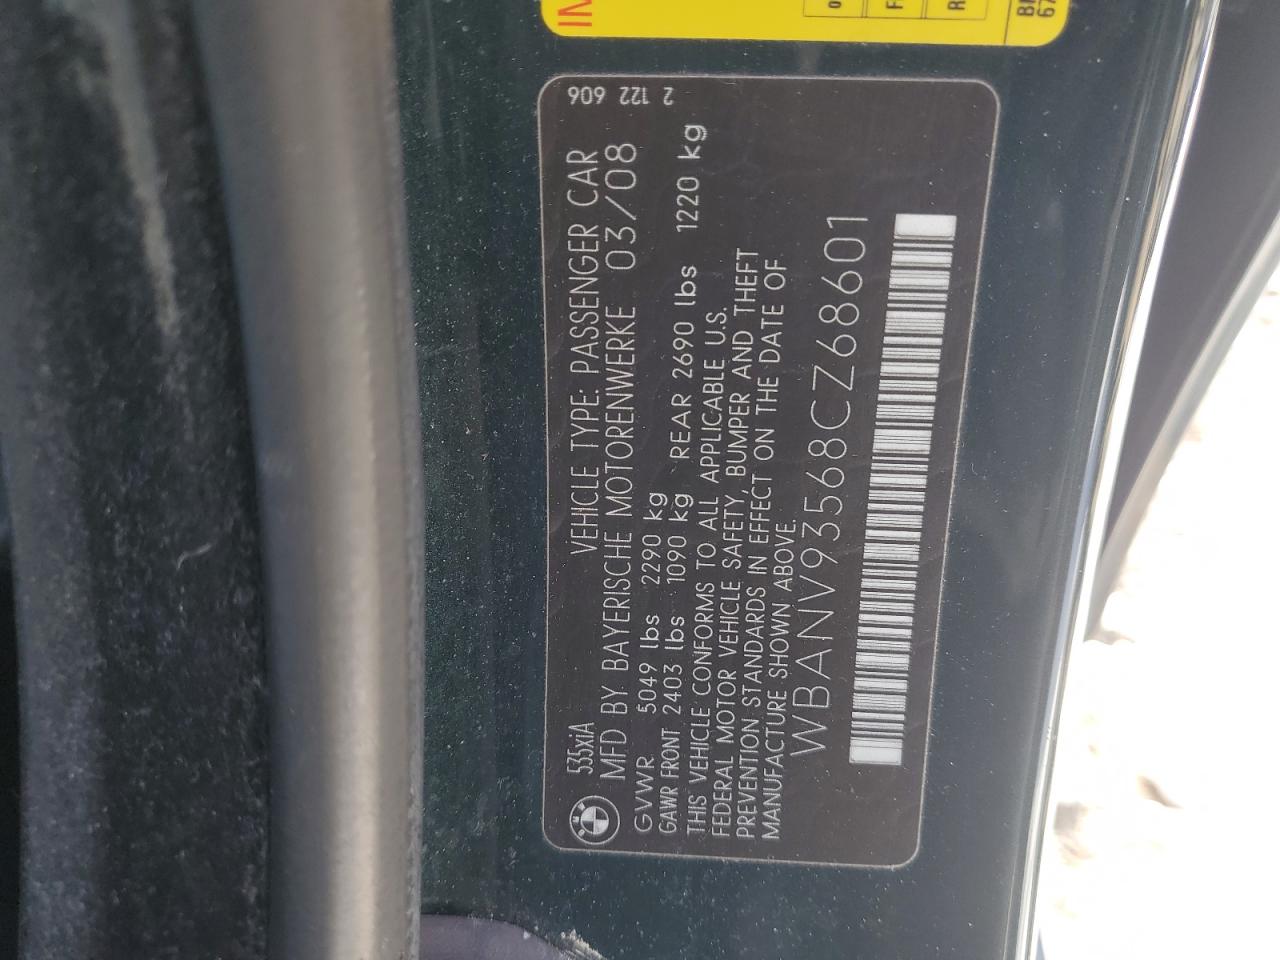 535xiA VEHICLE TYPE: PASSENGER CAR 2 122 606
MFD BY BAYERISCHE MOTORENWERKE 03/08
GVWR 5049 lbs 2290 kg
GAWR FRONT 2403 lbs 1090 kg REAR 2690 lbs 1220 kg
THIS VEHICLE CONFORMS TO ALL APPLICABLE U.S.
FEDERAL MOTOR VEHICLE SAFETY, BUMPER AND THEFT
PREVENTION STANDARDS IN EFFECT ON THE DATE OF
MANUFACTURE SHOWN ABOVE.
WBANV93568CZ68601